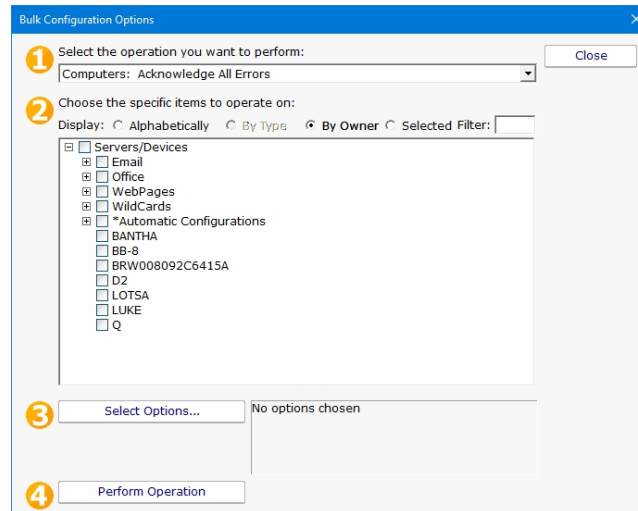 Bulk Configuration Options
1 Select the operation you want to perform:
Close
Computers: Acknowledge All Errors
2 Choose the specific items to operate on:
Display: Alphabetically By Type By Owner Selected Filter:
Servers/Devices
Email
Office
WebPages
WildCards
*Automatic Configurations
BANTHA
BB-8
BRW008092C6415A
D2
LOTSA
LUKE
Q
3 Select Options...
No options chosen
4 Perform Operation